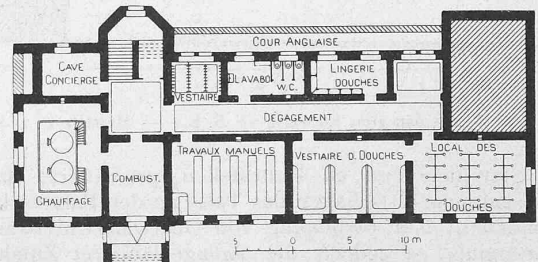 COUR ANGLAISE
CAVE
CONCIERGE
LAVABO
W.C.
LINGERIE
DOUCHES
VESTIAIRE
DÉGAGEMENT
TRAVAUX MANUELS
VESTIAIRE D. DOUCHES
LOCAL DES
DOUCHES
CHAUFFAGE
COMBUST.
5 0 5 10 m